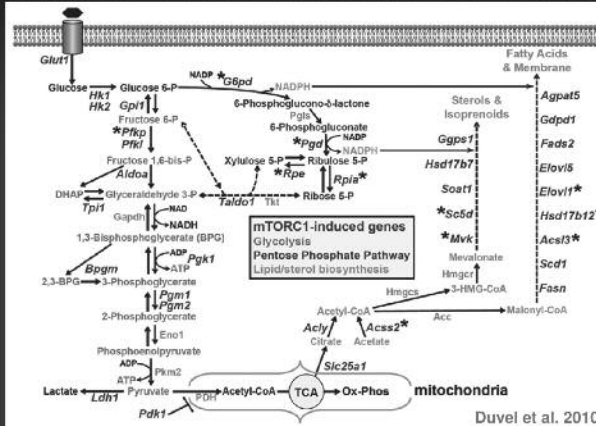 Glut1
Fatty Acids
& Membrane
Glucose
Hk1
Hk2
Glucose 6-P
NADP
*G6pd
NADPH
Gpi1
6-Phosphoglucono-δ-lactone
Pgls
6-Phosphogluconate
Fructose 6-P
*Pfkp
Pfkl
*Pgd
NADP
NADPH
Sterols &
Isoprenoids
Agpat5
Gdpd1
Fads2
Elovl5
Elovl1*
Hsd17b12*
Acsl3*
Scd1
Fasn
Ggps1
Hsd17b7
Soat1
*Sc5d
*Mvk
Mevalonate
Hmgcr
3-HMG-CoA
Hmgcs
Fructose 1,6-bis-P
Aldoa
Xylulose 5-P
Ribulose 5-P
*Rpe
Rpia*
DHAP
Glyceraldehyde 3-P
Tpi1
Taldo1
Tkt
Ribose 5-P
Gapdh
NAD
NADH
1,3-Bisphosphoglycerate (BPG)
mTORC1-induced genes
Glycolysis
Pentose Phosphate Pathway
Lipid/sterol biosynthesis
Bpgm
ADP
ATP
Pgk1
2,3-BPG
3-Phosphoglycerate
Pgm1
Pgm2
2-Phosphoglycerate
Eno1
Phosphoenolpyruvate
ADP
ATP
Pkm2
Acetyl-CoA
Acc
Malonyl-CoA
Acly
Acss2*
Citrate
Acetate
Slc25a1
Lactate
Ldh1
Pyruvate
PDH
Pdk1
Acetyl-CoA
TCA
Ox-Phos
mitochondria
Duvel et al. 2010